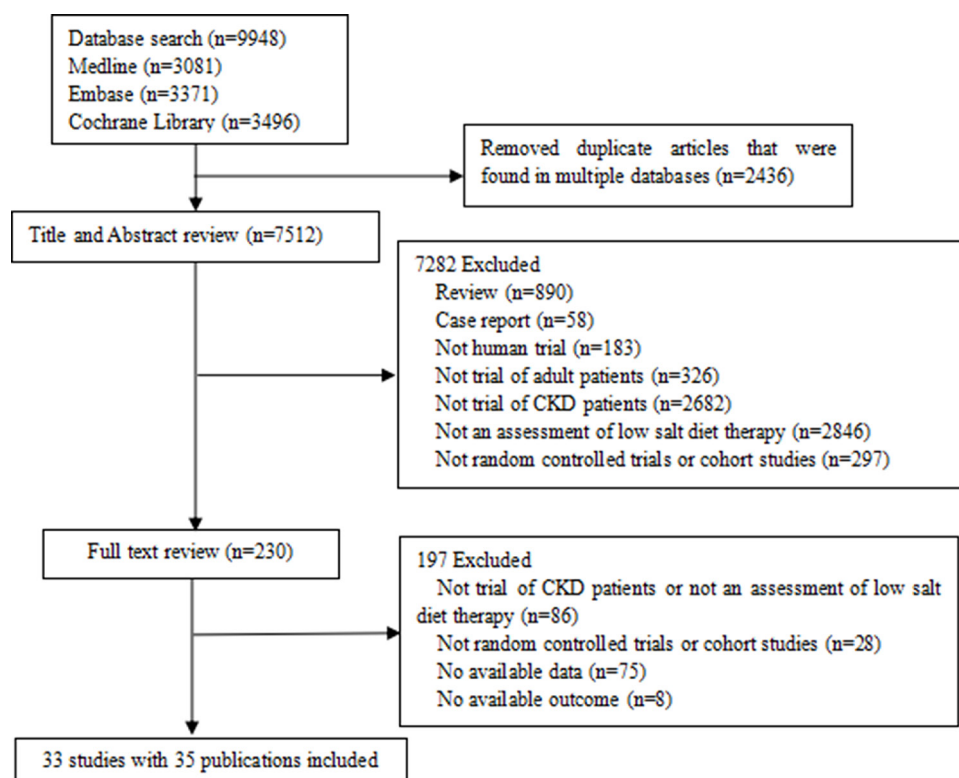 Database search (n=9948)
Medline (n=3081)
Embase (n=3371)
Cochrane Library (n=3496)
Removed duplicate articles that were
found in multiple databases (n=2436)
Title and Abstract review (n=7512)
7282 Excluded
Review (n=890)
Case report (n=58)
Not human trial (n=183)
Not trial of adult patients (n=326)
Not trial of CKD patients (n=2682)
Not an assessment of low salt diet therapy (n=2846)
Not random controlled trials or cohort studies (n=297)
Full text review (n=230)
197 Excluded
Not trial of CKD patients or not an assessment of low salt
diet therapy (n=86)
Not random controlled trials or cohort studies (n=28)
No available data (n=75)
No available outcome (n=8)
33 studies with 35 publications included